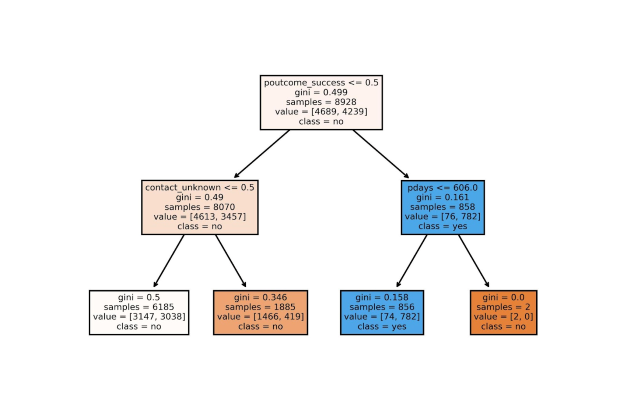 poutcome_success <= 0.5
gini = 0.499
samples = 8928
value = [4689, 4239]
class = no
contact_unknown <= 0.5
gini = 0.49
samples = 8070
value = [4613, 3457]
class = no
pdays <= 606.0
gini = 0.161
samples = 858
value = [76, 782]
class = yes
gini = 0.5
samples = 6185
value = [3147, 3038]
class = no
gini = 0.346
samples = 1885
value = [1466, 419]
class = no
gini = 0.158
samples = 856
value = [74, 782]
class = yes
gini = 0.0
samples = 2
value = [2, 0]
class = no